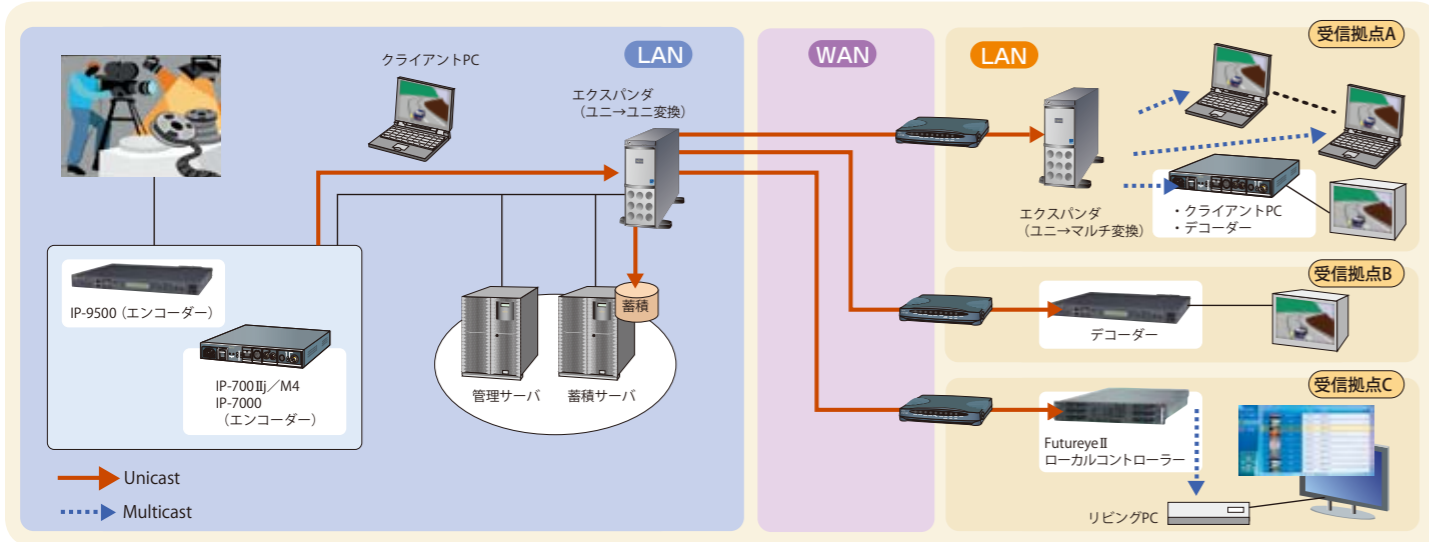 受信拠点A
LAN
WAN
LAN
クライアントPC
エクスパンダ
（ユニ→ユニ変換）
エクスパンダ
（ユニ→マルチ変換）
・クライアントPC
・デコーダー
IP-9500（エンコーダー）
IP-700Ⅱj／M4
IP-7000
（エンコーダー）
蓄積
管理サーバ
蓄積サーバ
受信拠点B
デコーダー
受信拠点C
FutureyeⅡ
ローカルコントローラー
リビングPC
Unicast
Multicast